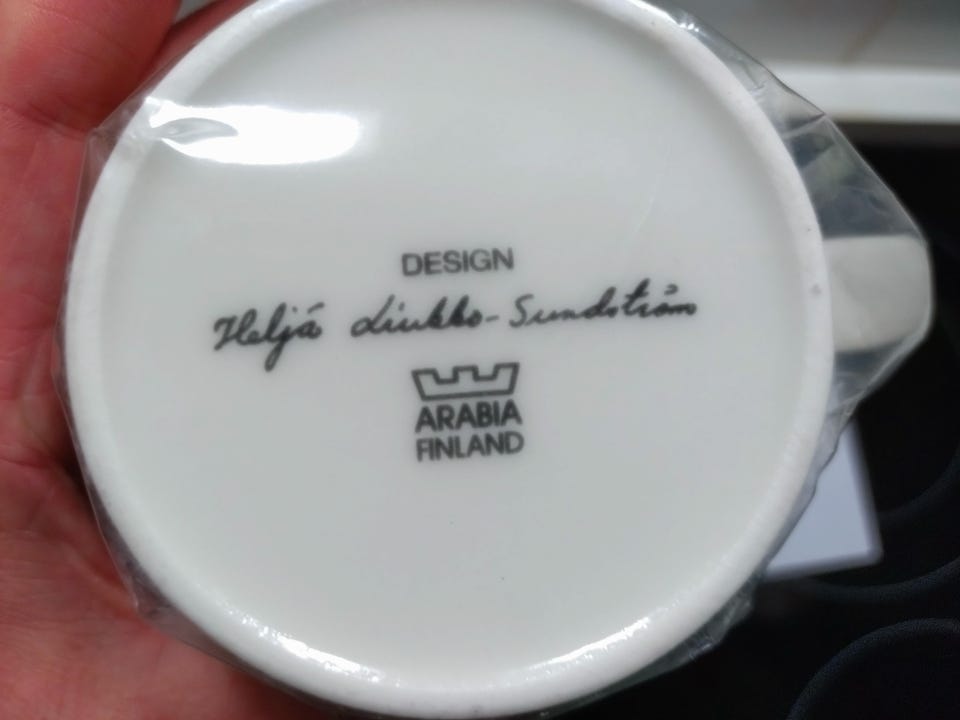 DESIGN
Heljä Liukko-Sundström
ARABIA
FINLAND